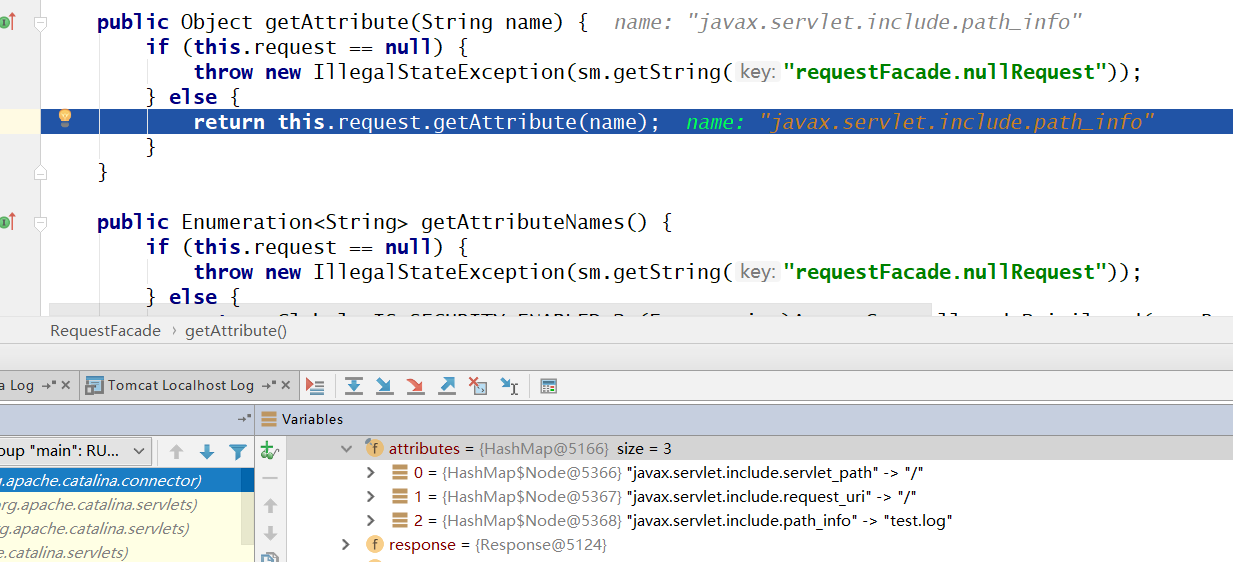 public Object getAttribute(String name) {  name: "javax.servlet.include.path_info"
if (this.request == null) {
throw new IllegalStateException(sm.getString( key: "requestFacade.nullRequest"));
} else {
return this.request.getAttribute(name);  name: "javax.servlet.include.path_info"
}
}
public Enumeration<String> getAttributeNames() {
if (this.request == null) {
throw new IllegalStateException(sm.getString( key: "requestFacade.nullRequest"));
} else {
RequestFacade › getAttribute()
a Log
Tomcat Localhost Log
Variables
oup "main": RU...
g.apache.catalina.connector)
org.apache.catalina.servlets)
rg.apache.catalina.servlets)
e.catalina.servlets)
attributes = {HashMap@5166} size = 3
0 = {HashMap$Node@5366} "javax.servlet.include.servlet_path" -> "/"
1 = {HashMap$Node@5367} "javax.servlet.include.request_uri" -> "/"
2 = {HashMap$Node@5368} "javax.servlet.include.path_info" -> "test.log"
response = {Response@5124}